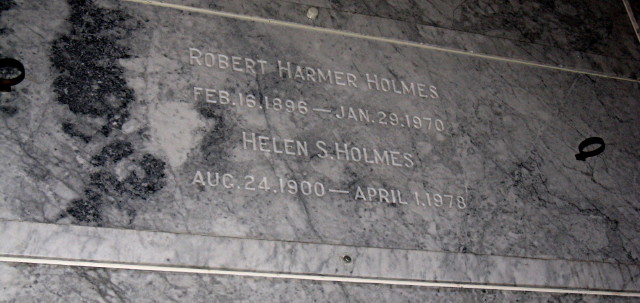 ROBERT HARMER HOLMES
FEB.16.1896 — JAN.29.1970
HELEN S. HOLMES
AUG.24.1900 — APRIL 1.1978